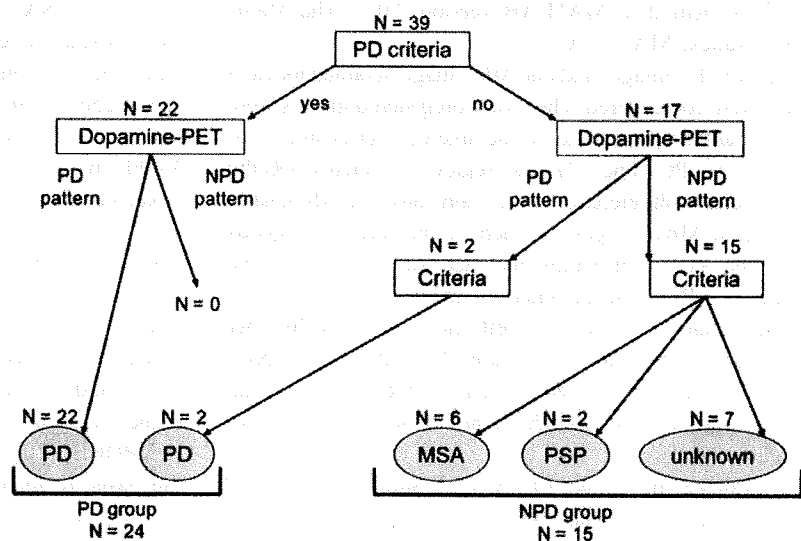 N = 39
PD criteria
yes
no
N = 22
N = 17
Dopamine-PET
Dopamine-PET
PD
pattern
NPD
pattern
PD
pattern
NPD
pattern
N = 2
N = 15
Criteria
Criteria
N = 0
N = 22
N = 2
N = 6
N = 2
N = 7
PD
PD
MSA
PSP
unknown
PD group
N = 24
NPD group
N = 15